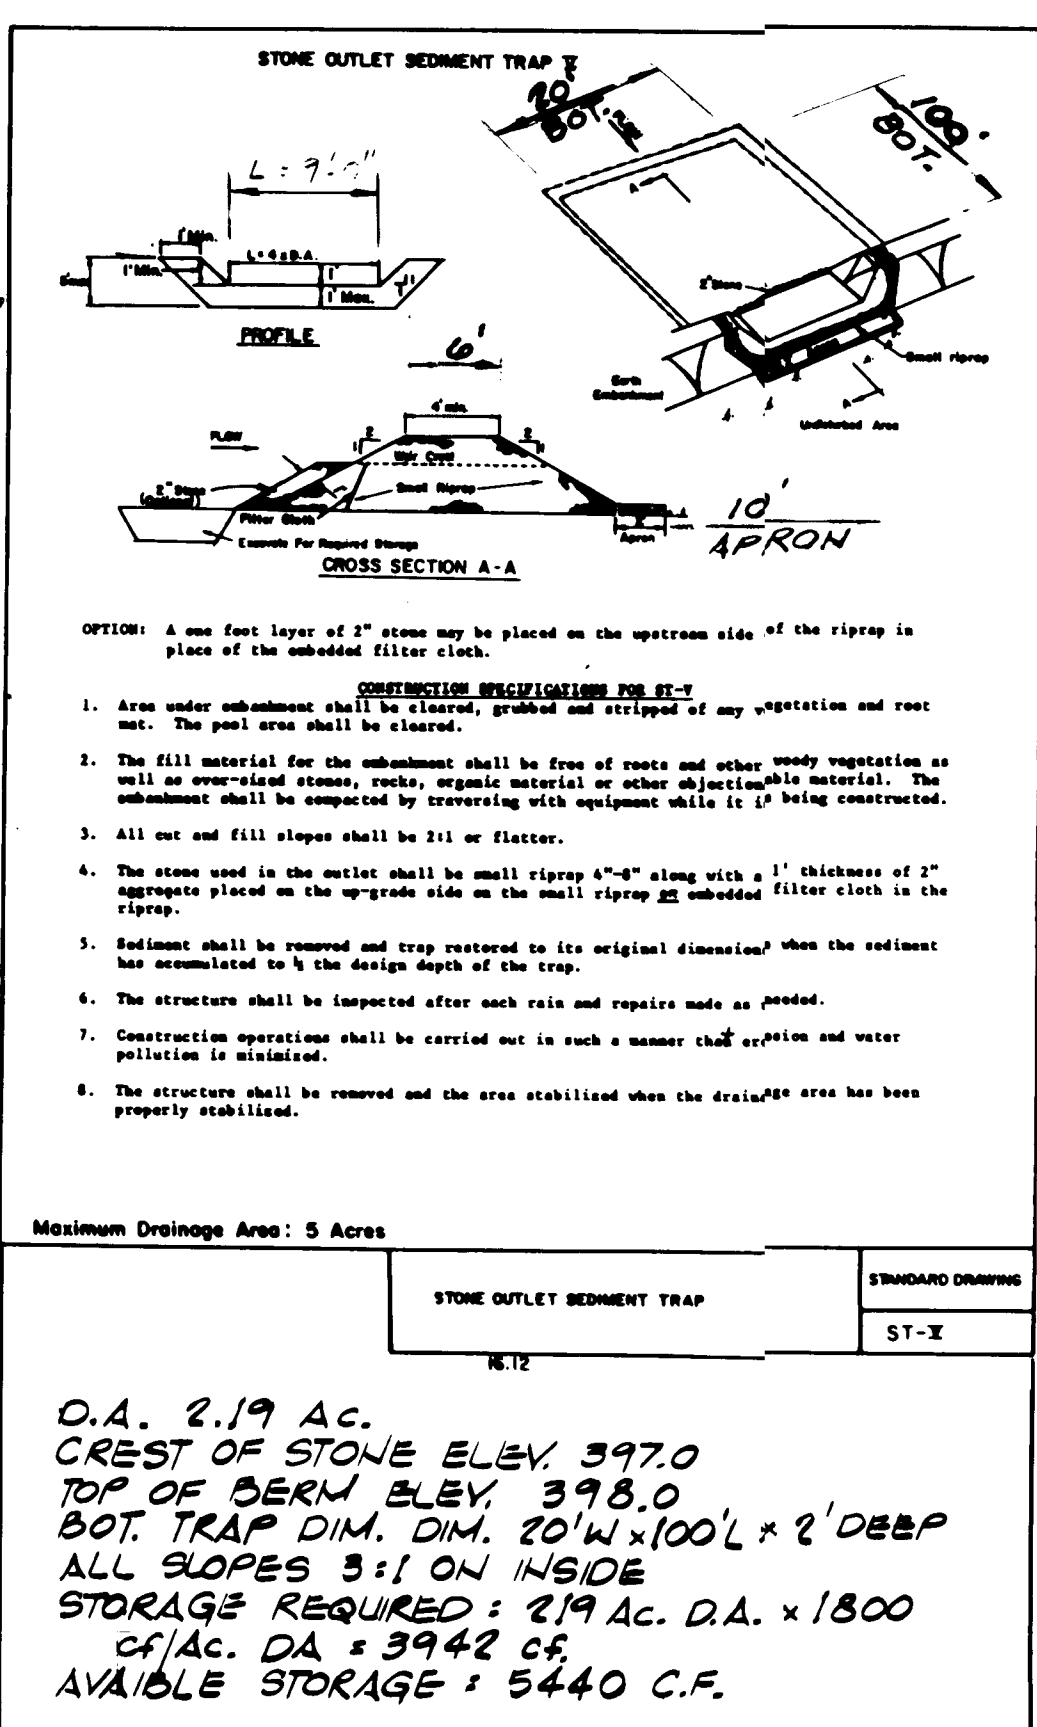 STONE OUTLET SEDIMENT TRAP V
20'
BOT.
FLOW
100'
BOT.
L = 9'-0"
1' Min.
1' Min.
L = 4 x D.A.
1'
1' Max.
PROFILE
A
2" Stone
Small riprap
Earth
Embankment
A
Undisturbed Area
6'
4' min.
FLOW
2
1
2
1
Weir Crest
2" Stone
(Optional)
Small Riprap
Filter Cloth
Excavate For Required Storage
Apron
10'
APRON
CROSS SECTION A-A
OPTION: A one foot layer of 2" stone may be placed on the upstream side of the riprap in
place of the embedded filter cloth.
CONSTRUCTION SPECIFICATIONS FOR ST-V
1. Area under embankment shall be cleared, grubbed and stripped of any vegetation and root
mat. The pool area shall be cleared.
2. The fill material for the embankment shall be free of roots and other woody vegetation as
well as over-sized stones, rocks, organic material or other objectionable material. The
embankment shall be compacted by traversing with equipment while it is being constructed.
3. All cut and fill slopes shall be 2:1 or flatter.
4. The stone used in the outlet shall be small riprap 4"-8" along with a 1' thickness of 2"
aggregate placed on the up-grade side on the small riprap or embedded filter cloth in the
riprap.
5. Sediment shall be removed and trap restored to its original dimensions when the sediment
has accumulated to ½ the design depth of the trap.
6. The structure shall be inspected after each rain and repairs made as needed.
7. Construction operations shall be carried out in such a manner that erosion and water
pollution is minimized.
8. The structure shall be removed and the area stabilized when the drainage area has been
properly stabilized.
Maximum Drainage Area: 5 Acres
STONE OUTLET SEDIMENT TRAP
STANDARD DRAWING
ST-V
16.12
D.A. 2.19 AC.
CREST OF STONE ELEV. 397.0
TOP OF BERM ELEV. 398.0
BOT. TRAP DIM. DIM. 20'W x 100'L x 2' DEEP
ALL SLOPES 3:1 ON INSIDE
STORAGE REQUIRED : 219 AC. D.A. x 1800
Cf/AC. DA = 3942 cf.
AVAIBLE STORAGE : 5440 C.F.